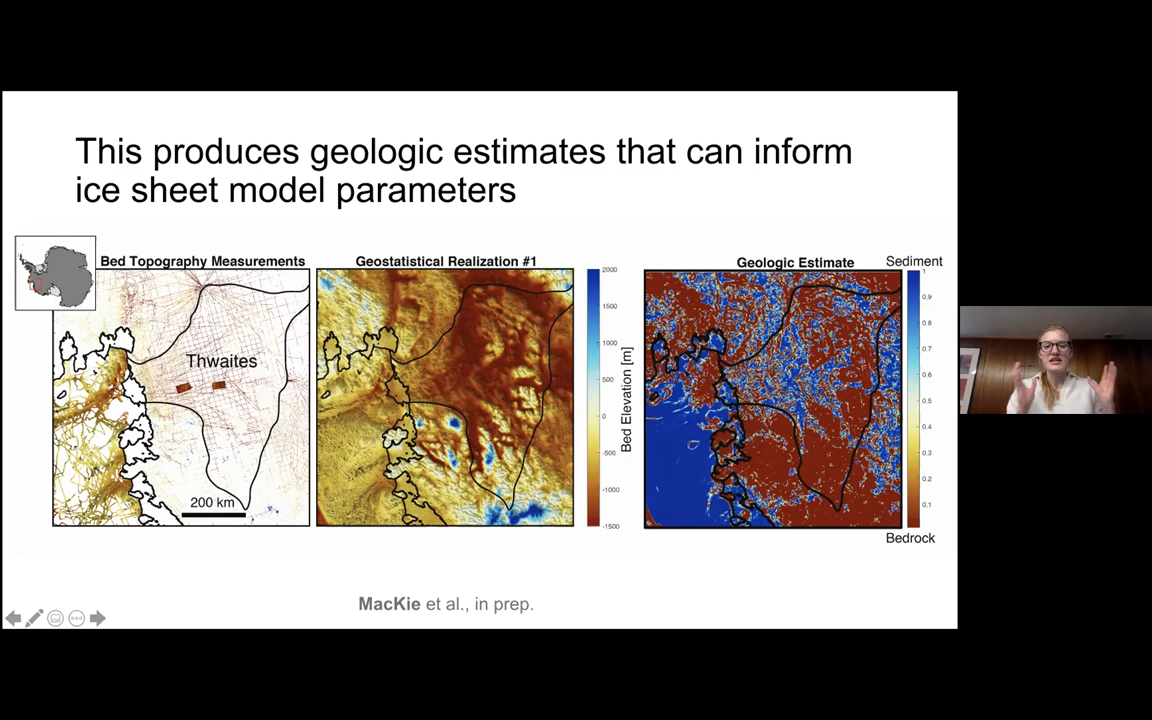 This produces geologic estimates that can inform
ice sheet model parameters
Bed Topography Measurements
Geostatistical Realization #1
Geologic Estimate
Sediment
Thwaites
200 km
2000
1500
1000
500
0
-500
-1000
-1500
Bed Elevation [m]
1
0.9
0.8
0.7
0.6
0.5
0.4
0.3
0.2
0.1
Bedrock
MacKie et al., in prep.